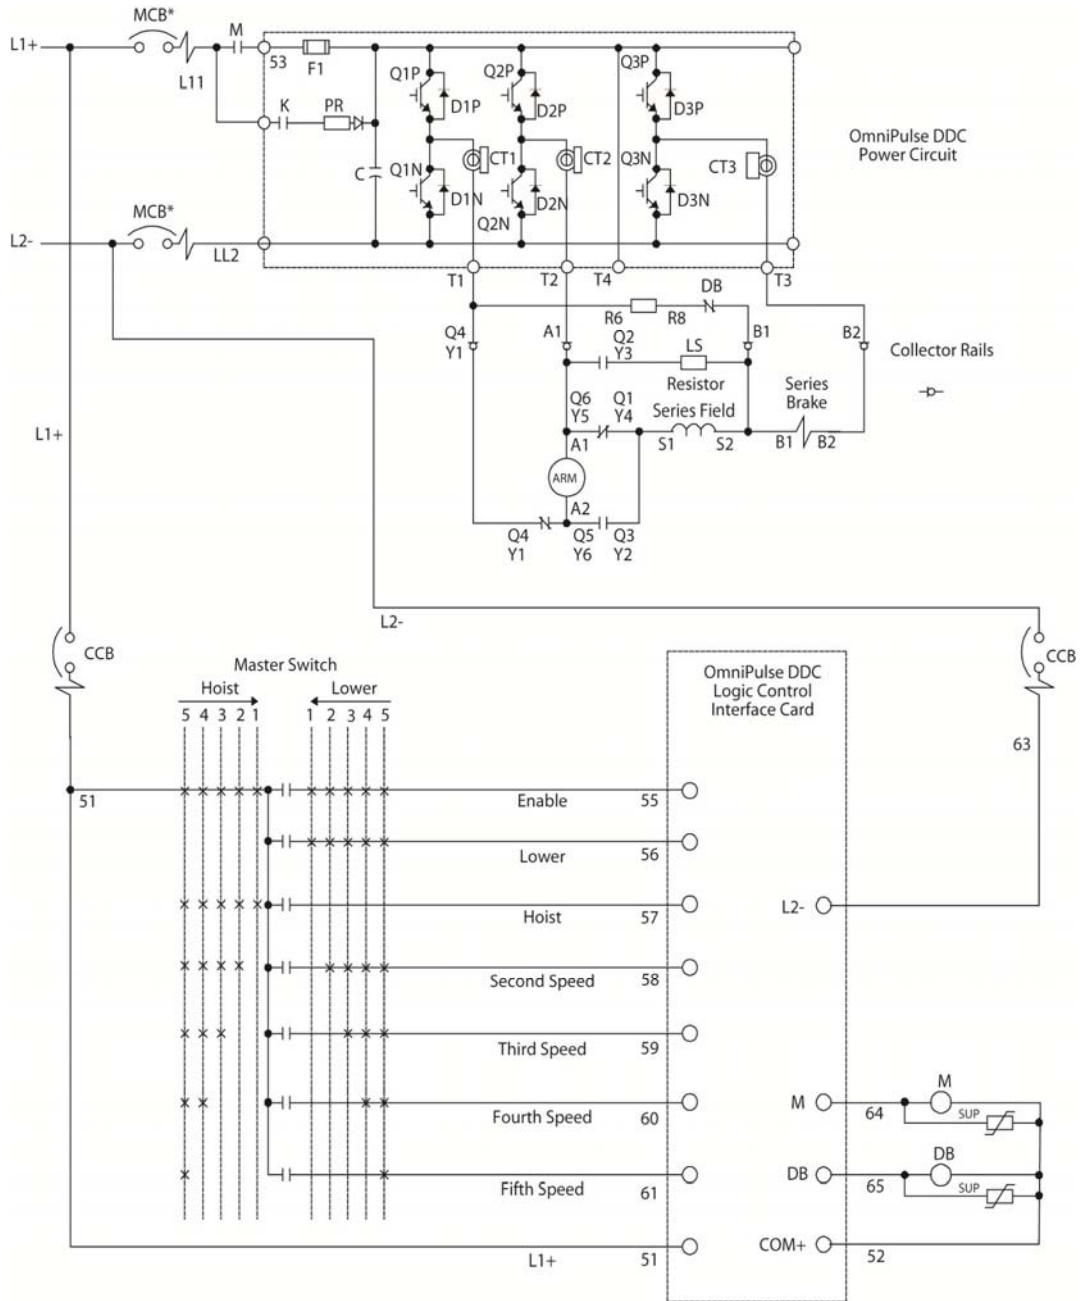 MCB*
L1+
L11
M
53
F1
K
PR
C
Q1P
D1P
Q1N
D1N
CT1
Q2P
D2P
Q2N
D2N
CT2
Q3P
D3P
Q3N
D3N
CT3
OmniPulse DDC
Power Circuit
MCB*
L2-
LL2
T1
T2
T4
T3
DB
R6
R8
Q4
Y1
A1
Q2
Y3
LS
Resistor
B1
B2
Collector Rails
Q6
Y5
Q1
Y4
Series Field
Series
Brake
A1
S1
S2
B1
B2
ARM
A2
Q4
Y1
Q5
Y6
Q3
Y2
L1+
L2-
CCB
CCB
63
Master Switch
Hoist
Lower
5 4 3 2 1
1 2 3 4 5
OmniPulse DDC
Logic Control
Interface Card
51
Enable
55
Lower
56
Hoist
57
L2-
Second Speed
58
Third Speed
59
Fourth Speed
60
M
64
M
SUP
Fifth Speed
61
DB
65
DB
SUP
L1+
51
COM+
52